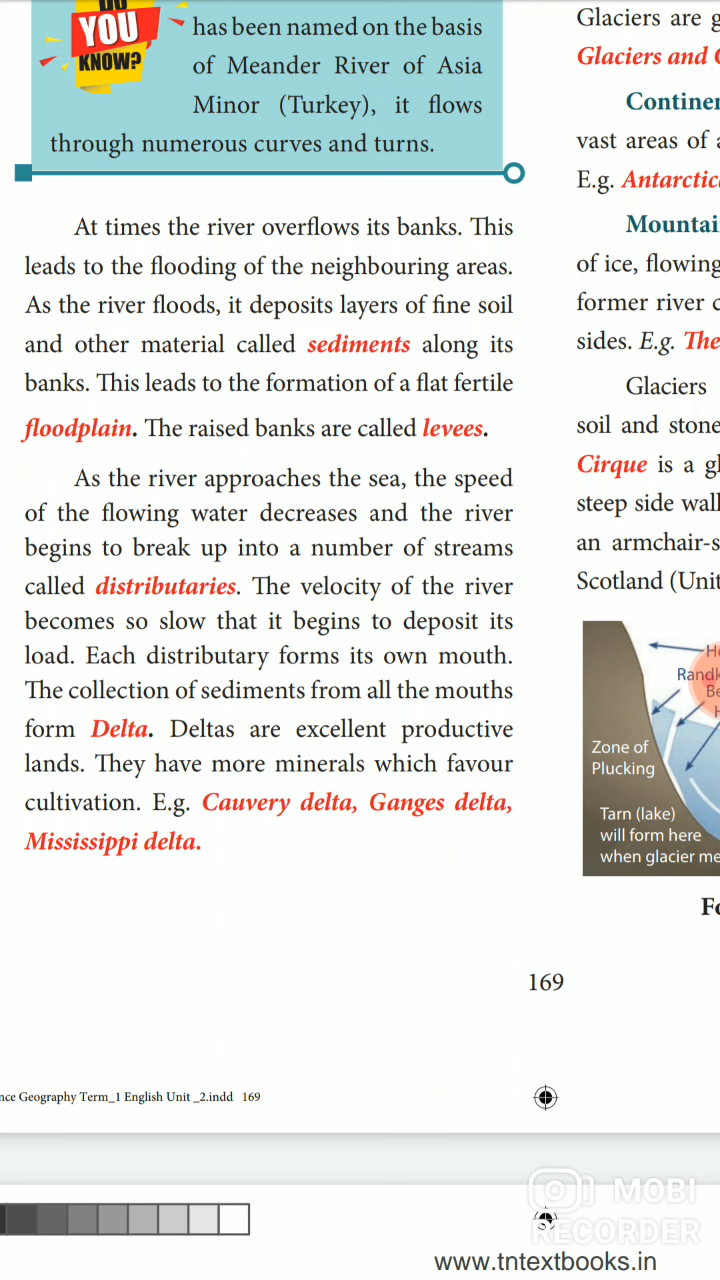 DO
YOU
KNOW?
has been named on the basis
of Meander River of Asia
Minor (Turkey), it flows
through numerous curves and turns.
At times the river overflows its banks. This
leads to the flooding of the neighbouring areas.
As the river floods, it deposits layers of fine soil
and other material called sediments along its
banks. This leads to the formation of a flat fertile
floodplain. The raised banks are called levees.
As the river approaches the sea, the speed
of the flowing water decreases and the river
begins to break up into a number of streams
called distributaries. The velocity of the river
becomes so slow that it begins to deposit its
load. Each distributary forms its own mouth.
The collection of sediments from all the mouths
form Delta. Deltas are excellent productive
lands. They have more minerals which favour
cultivation. E.g. Cauvery delta, Ganges delta,
Mississippi delta.
Glaciers are g
Glaciers and
Continen
vast areas of a
E.g. Antarctica
Mountai
of ice, flowing
former river c
sides. E.g. The
Glaciers
soil and stone
Cirque is a gl
steep side wall
an armchair-s
Scotland (Unit
He
Randk
Be
H
Zone of
Plucking
Tarn (lake)
will form here
when glacier me
Fo
169
nce Geography Term_1 English Unit _2.indd 169
MOBI
RECORDER
www.tntextbooks.in